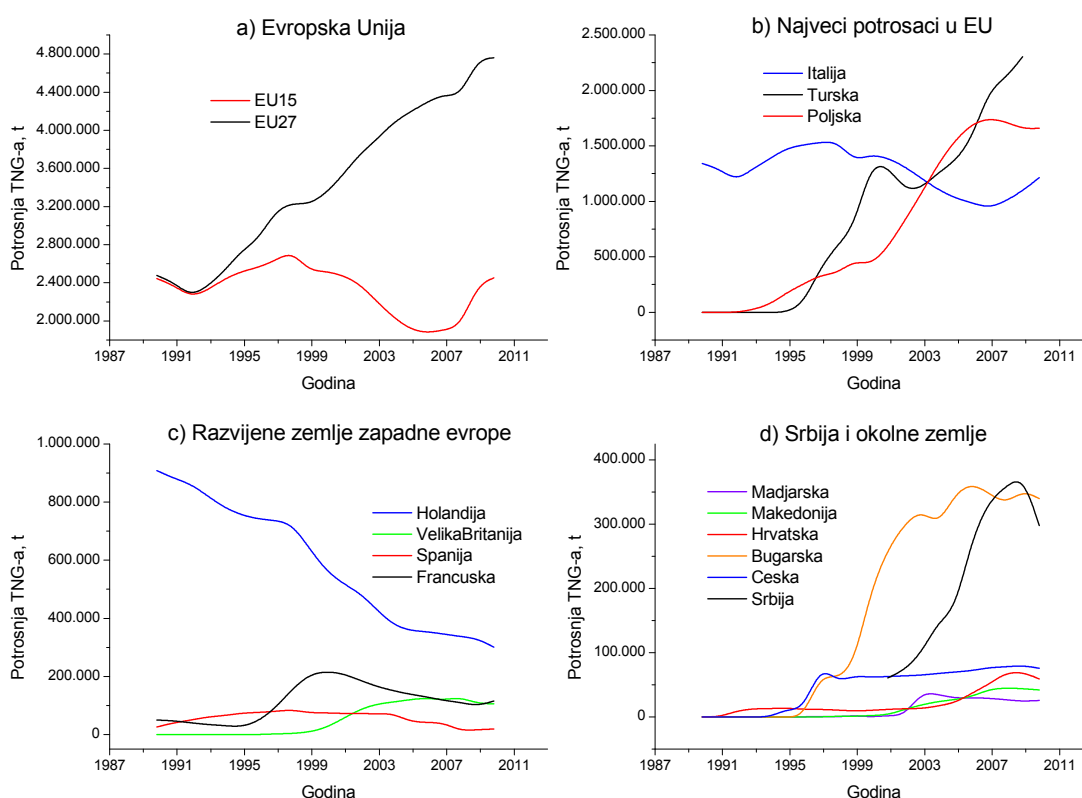 a) Evropska Unija
Potrosnja TNG-a, t
4.800.000
4.400.000
3.600.000
3.200.000
2.800.000
2.400.000
2.000.000
EU15
EU27
1987 1991 1995 1999 2003 2007 2011
Godina
b) Najveci potrosaci u EU
Potrosnja TNG-a, t
2.500.000
2.000.000
1.500.000
1.000.000
500.000
0
Italija
Turska
Poljska
1987 1991 1995 1999 2003 2007 2011
Godina
c) Razvijene zemlje zapadne evrope
Potrosnja TNG-a, t
1.000.000
800.000
600.000
400.000
200.000
0
Holandija
VelikaBritanija
Spanija
Francuska
1987 1991 1995 1999 2003 2007 2011
Godina
d) Srbija i okolne zemlje
Potrosnja TNG-a, t
400.000
300.000
200.000
100.000
0
Madjarska
Makedonija
Hrvatska
Bugarska
Ceska
Srbija
1987 1991 1995 1999 2003 2007 2011
Godina